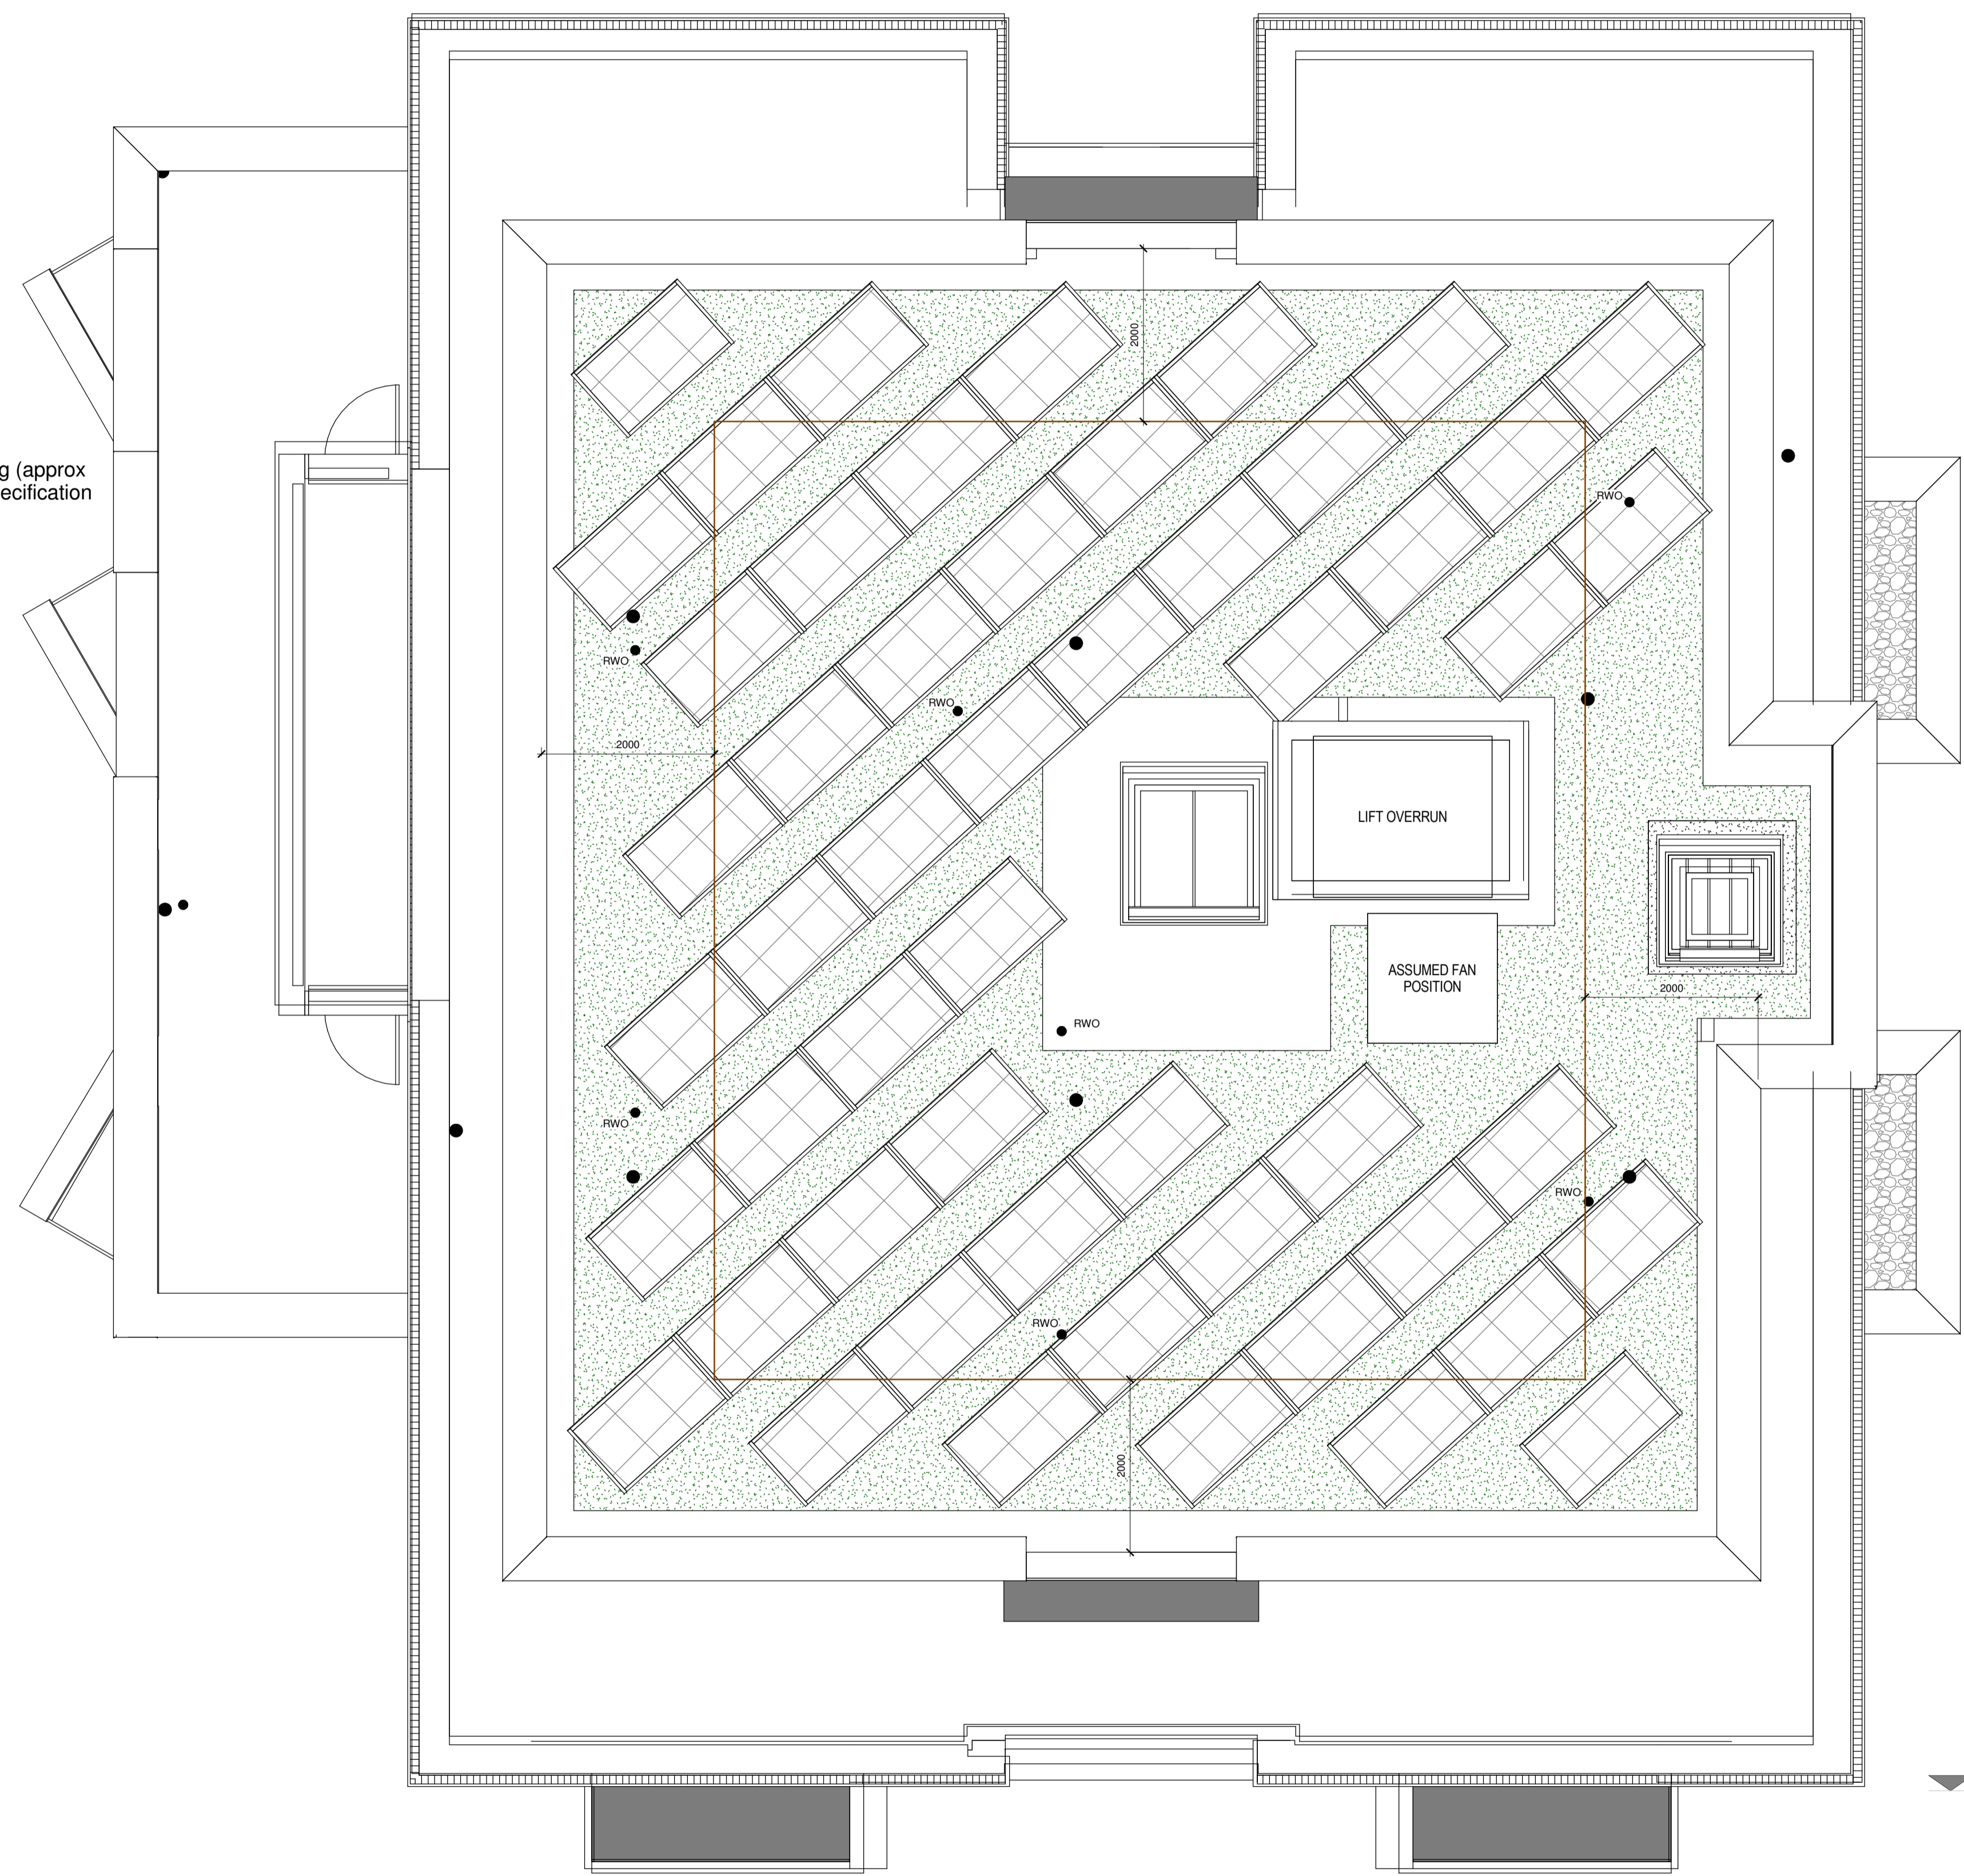 2000
g (approx
ecification
RWO
RWO
RWO
2000
LIFT OVERRUN
ASSUMED FAN
POSITION
2000
RWO
RWO
RWO
RWO
2000